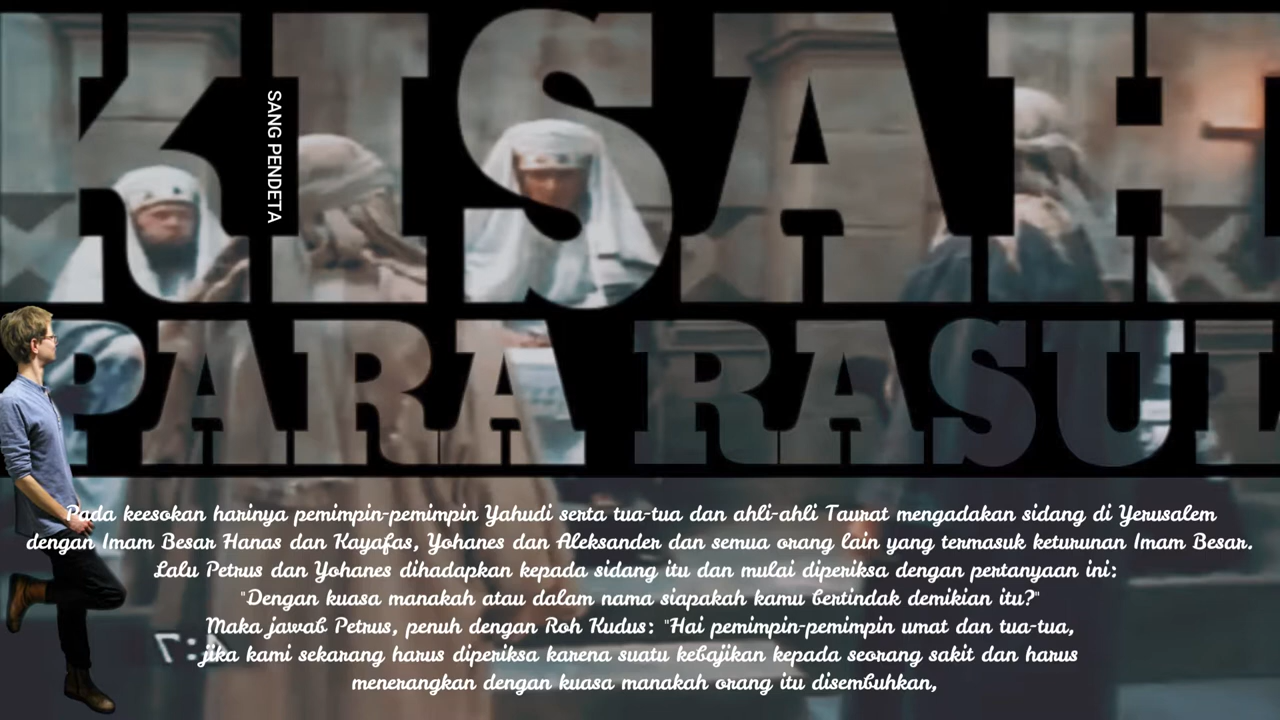 KISAH
SANG PENDETA
PARA RASUL
Pada keesokan harinya pemimpin-pemimpin Yahudi serta tua-tua dan ahli-ahli Taurat mengadakan sidang di Yerusalem
dengan Imam Besar Hanas dan Kayafas, Yohanes dan Aleksander dan semua orang lain yang termasuk keturunan Imam Besar.
Lalu Petrus dan Yohanes dihadapkan kepada sidang itu dan mulai diperiksa dengan pertanyaan ini:
"Dengan kuasa manakah atau dalam nama siapakah kamu bertindak demikian itu?"
Maka jawab Petrus, penuh dengan Roh Kudus: "Hai pemimpin-pemimpin umat dan tua-tua,
jika kami sekarang harus diperiksa karena suatu kebajikan kepada seorang sakit dan harus
menerangkan dengan kuasa manakah orang itu disembuhkan,